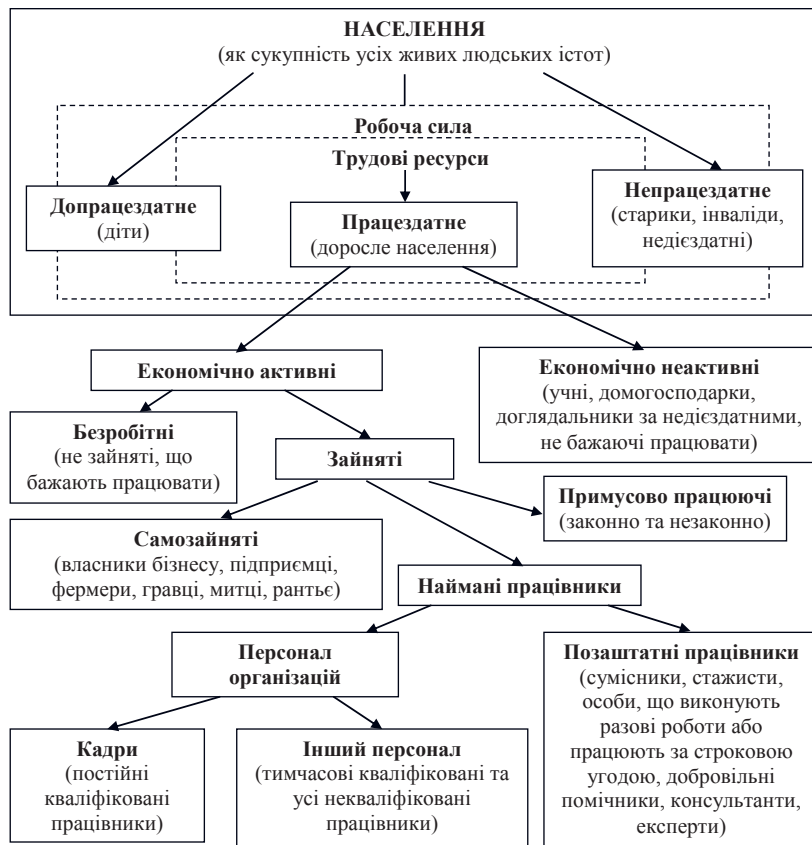 НАСЕЛЕННЯ
(як сукупність усіх живих людських істот)
Робоча сила
Трудові ресурси
Допрацездатне
(діти)
Працездатне
(доросле населення)
Непрацездатне
(старики, інваліди,
недієздатні)
Економічно активні
Економічно неактивні
(учні, домогосподарки,
доглядальники за недієздатними,
не бажаючі працювати)
Безробітні
(не зайняті, що
бажають працювати)
Зайняті
Примусово працюючі
(законно та незаконно)
Самозайняті
(власники бізнесу, підприємці,
фермери, гравці, митці, рантьє)
Наймані працівники
Персонал
організацій
Позаштатні працівники
(сумісники, стажисти,
особи, що виконують
разові роботи або
працюють за строковою
угодою, добровільні
помічники, консультанти,
експерти)
Кадри
(постійні
кваліфіковані
працівники)
Інший персонал
(тимчасові кваліфіковані та
усі некваліфіковані
працівники)